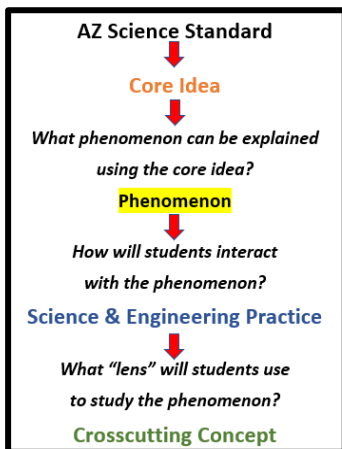 AZ Science Standard
Core Idea
What phenomenon can be explained
using the core idea?
Phenomenon
How will students interact
with the phenomenon?
Science & Engineering Practice
What “lens” will students use
to study the phenomenon?
Crosscutting Concept